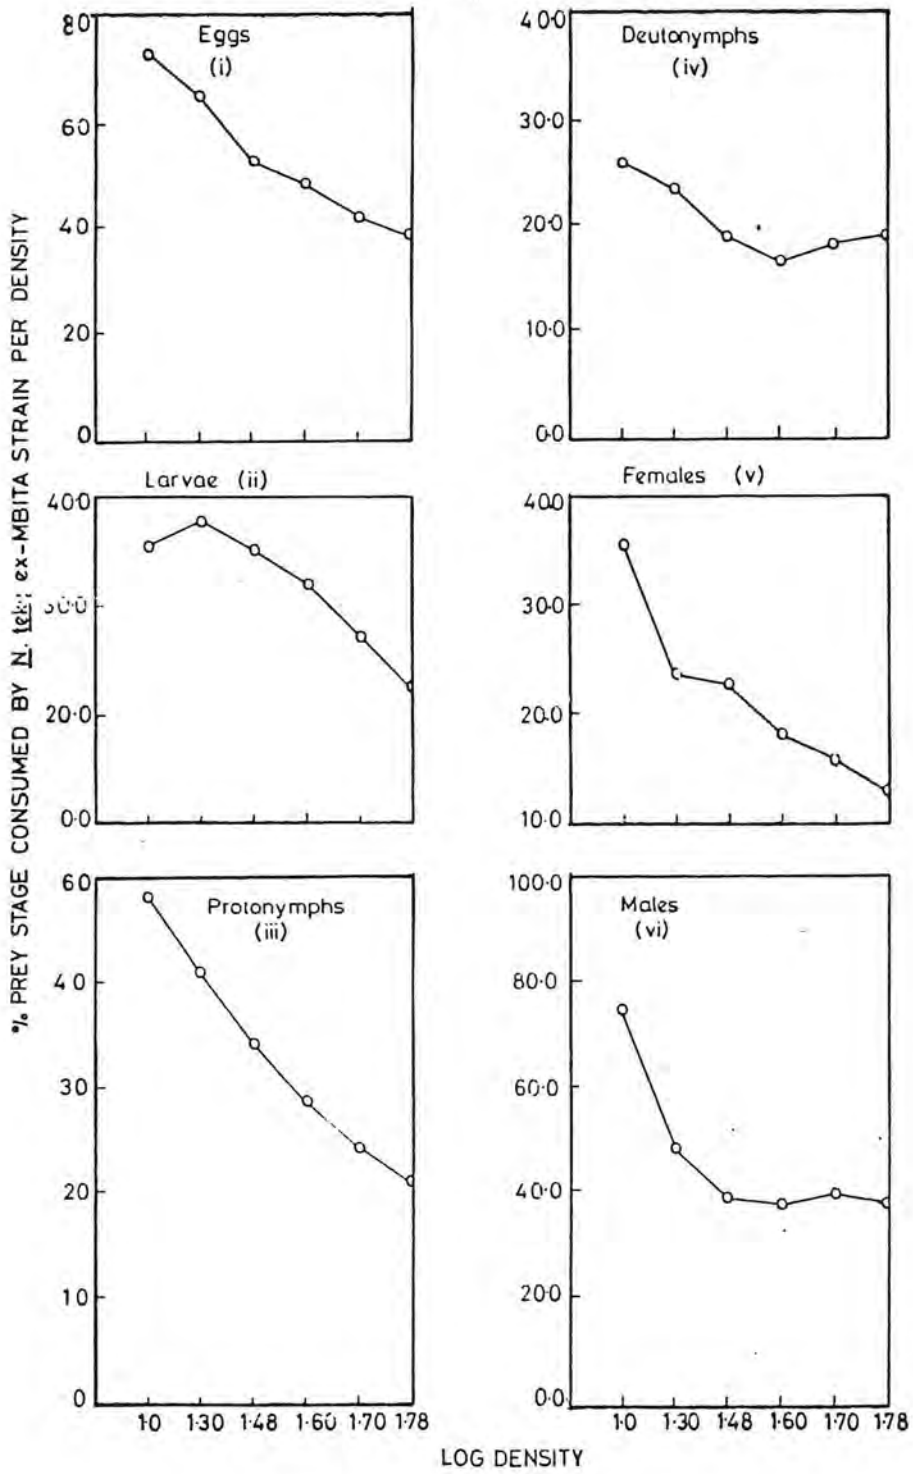 % PREY STAGE CONSUMED BY N. tek; ex-MBITA STRAIN PER DENSITY
Eggs
(i)
80
60
40
20
0
Deutonymphs
(iv)
40·0
30·0
20·0
10·0
0·0
Larvae (ii)
40·0
20·0
0·0
Females (v)
40·0
30·0
20·0
10·0
Protonymphs
(iii)
60
40
30
20
10
0
1·0 1·30 1·48 1·60 1·70 1·78
Males
(vi)
100·0
80·0
60·0
40·0
20·0
0·0
1·0 1·30 1·48 1·60 1·70 1·78
LOG DENSITY